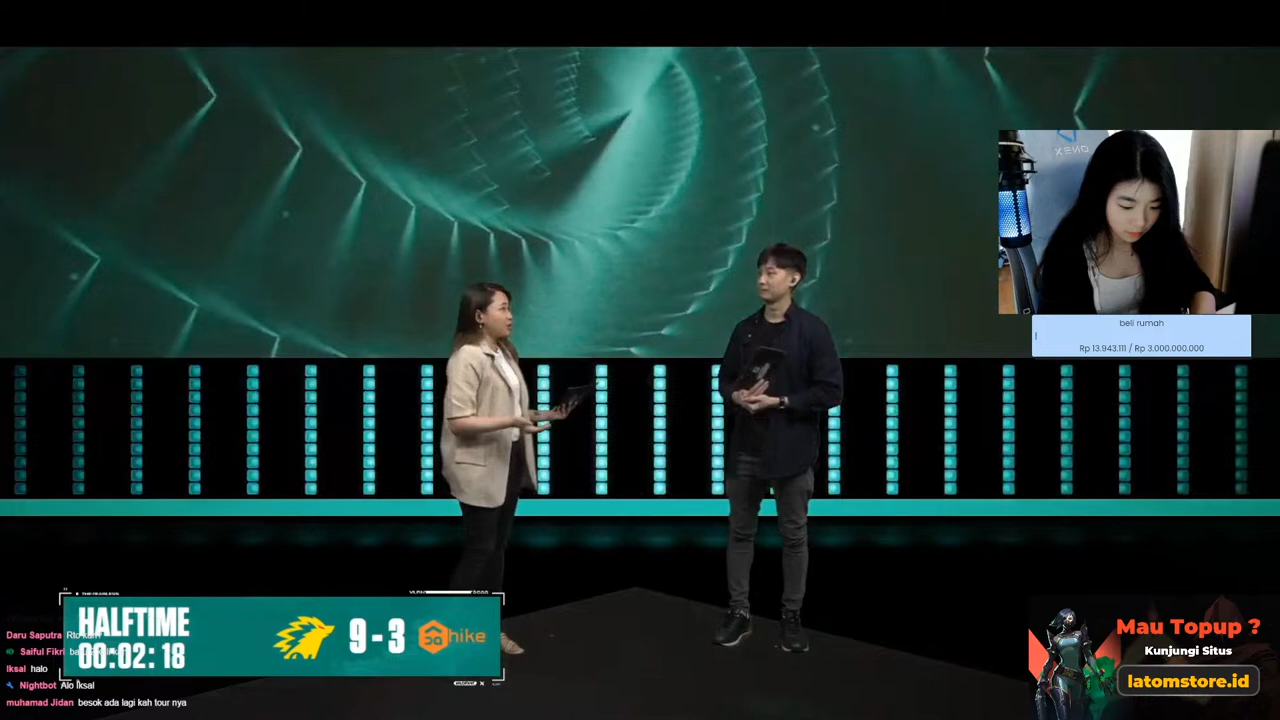 XENO
beli rumah
Rp 13.943.111 / Rp 3.000.000.000
HALFTIME
00:02:18
9 - 3
hike
Daru Saputra
Saiful Fikri
Iksal halo
Nightbot Alo Iksal
muhamad Jidan besok ada lagi kah tour nya
Mau Topup ?
Kunjungi Situs
latomstore.id